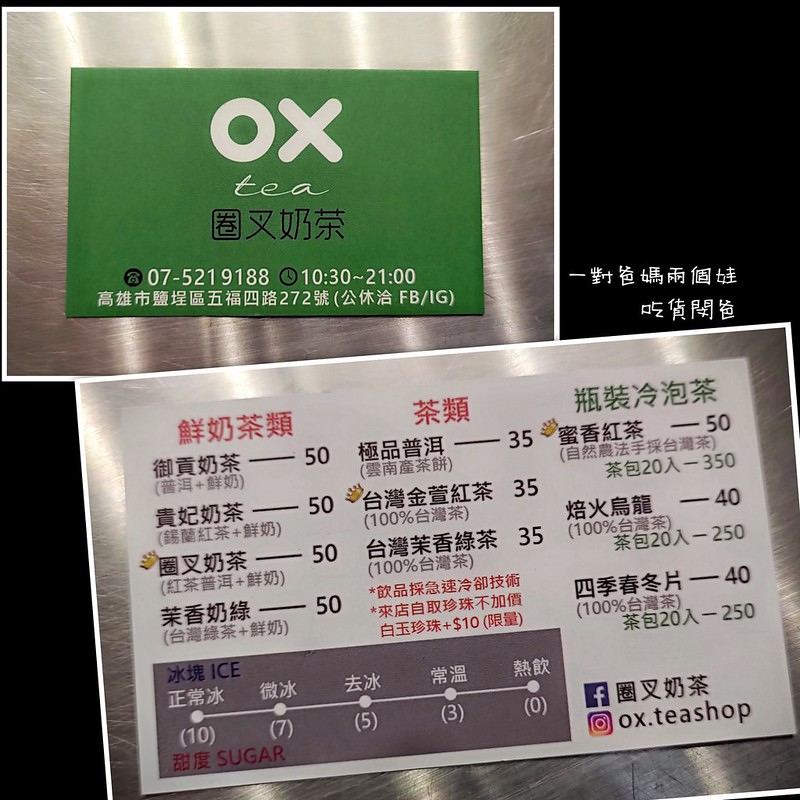 OX
tea
圈叉奶茶
07-5219188 10:30~21:00
高雄市鹽埕區五福四路272號(公休洽 FB/IG)
一對爸媽兩個娃
吃貨閔爸
鮮奶茶類
御貢奶茶 50
(普洱+鮮奶)
貴妃奶茶 50
(錫蘭紅茶+鮮奶)
圈叉奶茶 50
(紅茶普洱+鮮奶)
茉香奶綠 50
(台灣綠茶+鮮奶)
茶類
極品普洱 35
(雲南產茶餅)
台灣金萱紅茶 35
(100%台灣茶)
台灣茉香綠茶 35
(100%台灣茶)
*飲品採急速冷卻技術
*來店自取珍珠不加價
白玉珍珠+$10(限量)
瓶裝冷泡茶
蜜香紅茶 50
(自然農法手採台灣茶)
茶包20入－350
焙火烏龍 40
(100%台灣茶)
茶包20入－250
四季春冬片 40
(100%台灣茶)
茶包20入－250
冰塊 ICE
正常冰 微冰 去冰 常溫 熱飲
(10) (7) (5) (3) (0)
甜度 SUGAR
圈叉奶茶
ox.teashop